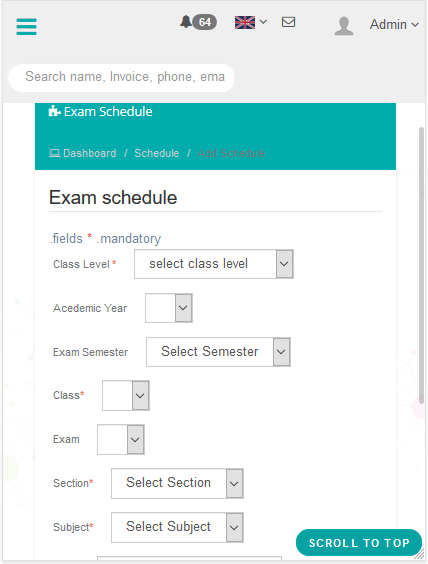 64
Admin
Search name, Invoice, phone, ema
Exam Schedule
Dashboard / Schedule / Add Schedule
Exam schedule
.fields * .mandatory
Class Level * select class level
Acedemic Year
Exam Semester Select Semester
Class*
Exam
Section* Select Section
Subject* Select Subject
SCROLL TO TOP